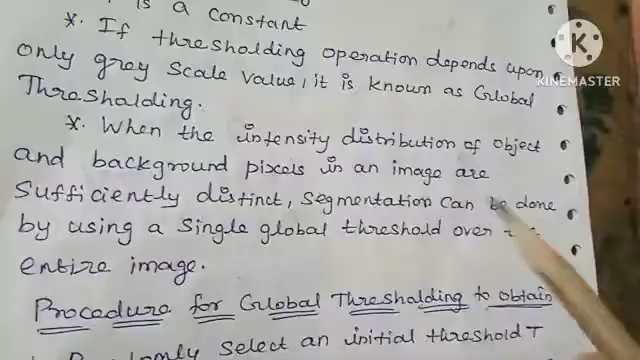 is a constant
*. If thresholding operation depends upon
only grey scale value, it is known as Global
Thresholding.
*. When the intensity distribution of object
and background pixels in an image are
sufficiently distinct, segmentation can be done
by using a single global threshold over
entire image.
Procedure for Global Thresholding to obtain
select an initial threshold T
K
KINEMASTER